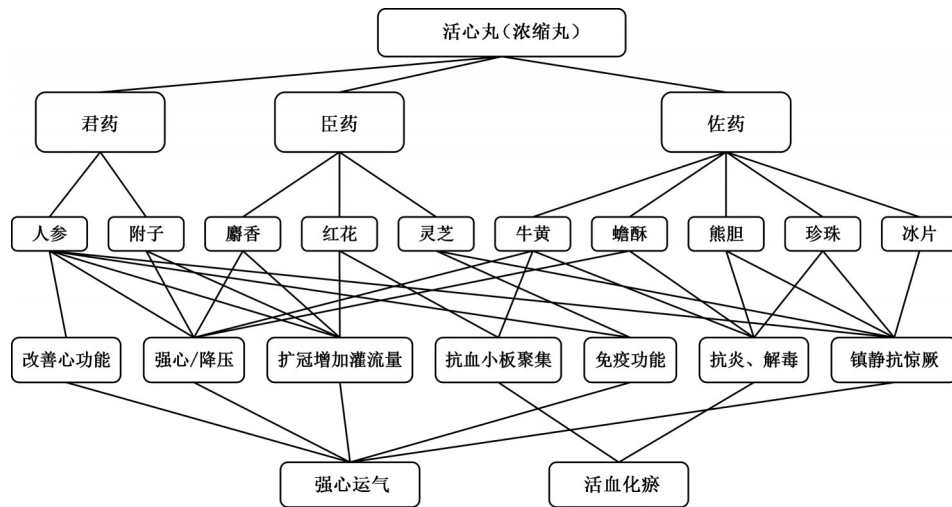 活心丸(浓缩丸)
君药
臣药
佐药
人参
附子
麝香
红花
灵芝
牛黄
蟾酥
熊胆
珍珠
冰片
改善心功能
强心/降压
扩冠增加灌流量
抗血小板聚集
免疫功能
抗炎、解毒
镇静抗惊厥
强心运气
活血化瘀